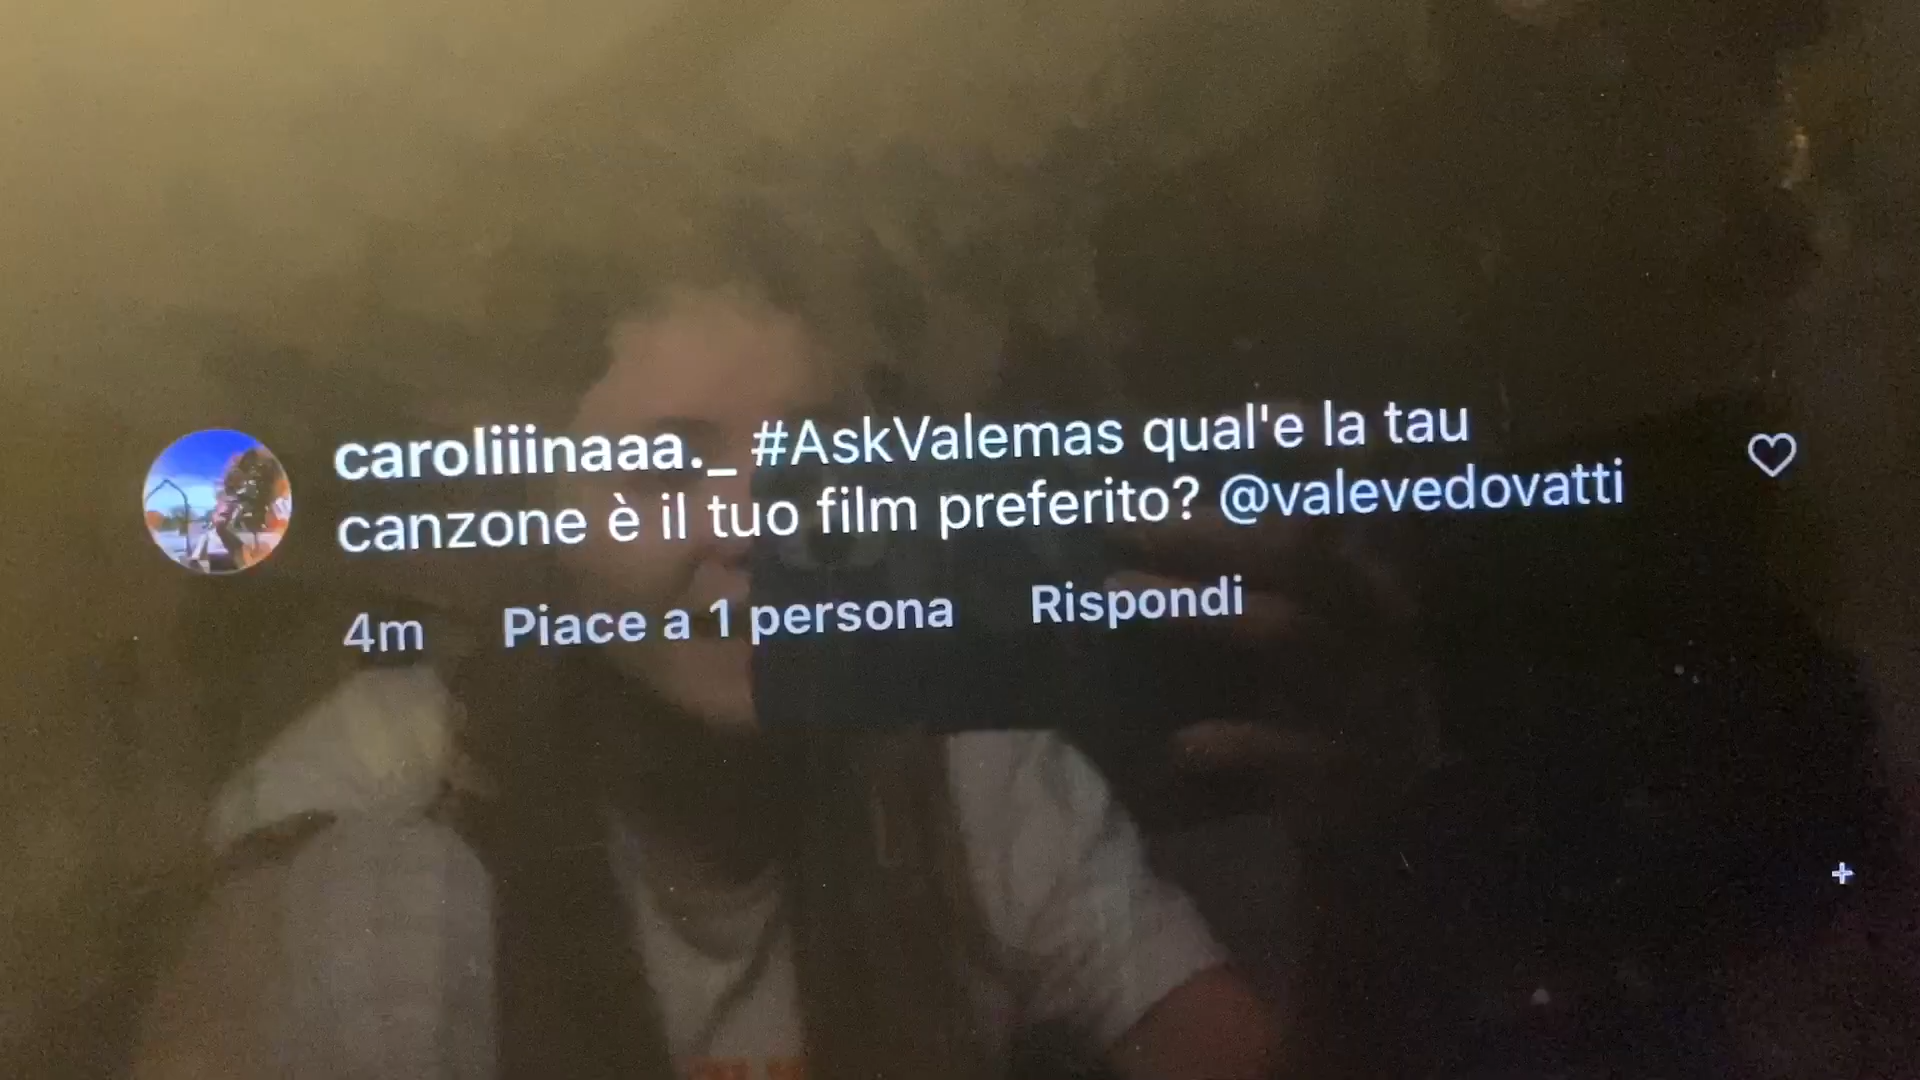 caroliiinaaa._ #AskValemas qual'e la tau
canzone è il tuo film preferito? @valevedovatti
4m Piace a 1 persona Rispondi